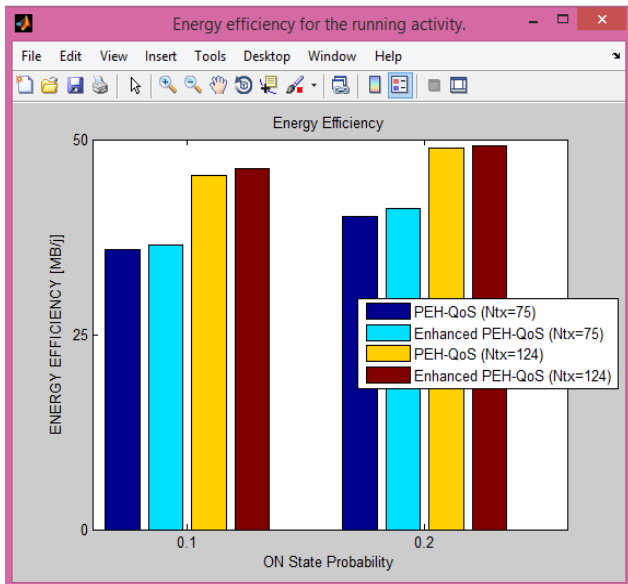 Energy efficiency for the running activity.
File Edit View Insert Tools Desktop Window Help
Energy Efficiency
50
25
0
ENERGY EFFICIENCY [MB/j]
PEH-QoS (Ntx=75)
Enhanced PEH-QoS (Ntx=75)
PEH-QoS (Ntx=124)
Enhanced PEH-QoS (Ntx=124)
0.1 0.2
ON State Probability